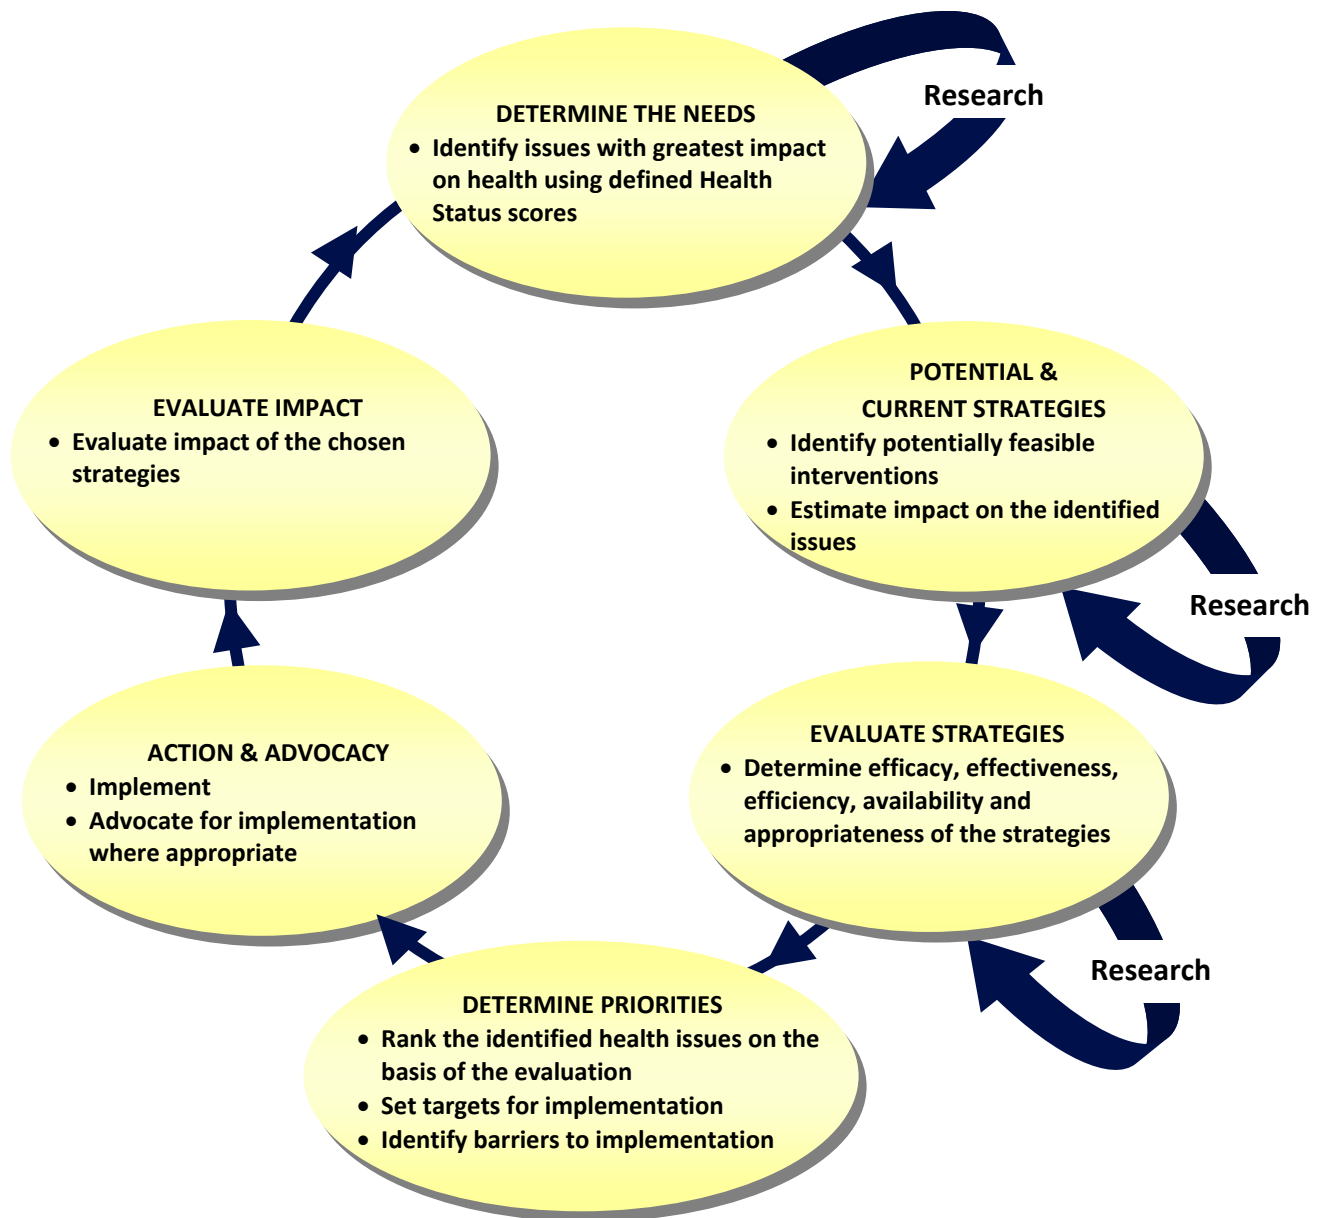 DETERMINE THE NEEDS
• Identify issues with greatest impact
on health using defined Health
Status scores
Research
POTENTIAL &
CURRENT STRATEGIES
• Identify potentially feasible
interventions
• Estimate impact on the identified
issues
Research
EVALUATE STRATEGIES
• Determine efficacy, effectiveness,
efficiency, availability and
appropriateness of the strategies
Research
DETERMINE PRIORITIES
• Rank the identified health issues on the
basis of the evaluation
• Set targets for implementation
• Identify barriers to implementation
ACTION & ADVOCACY
• Implement
• Advocate for implementation
where appropriate
EVALUATE IMPACT
• Evaluate impact of the chosen
strategies